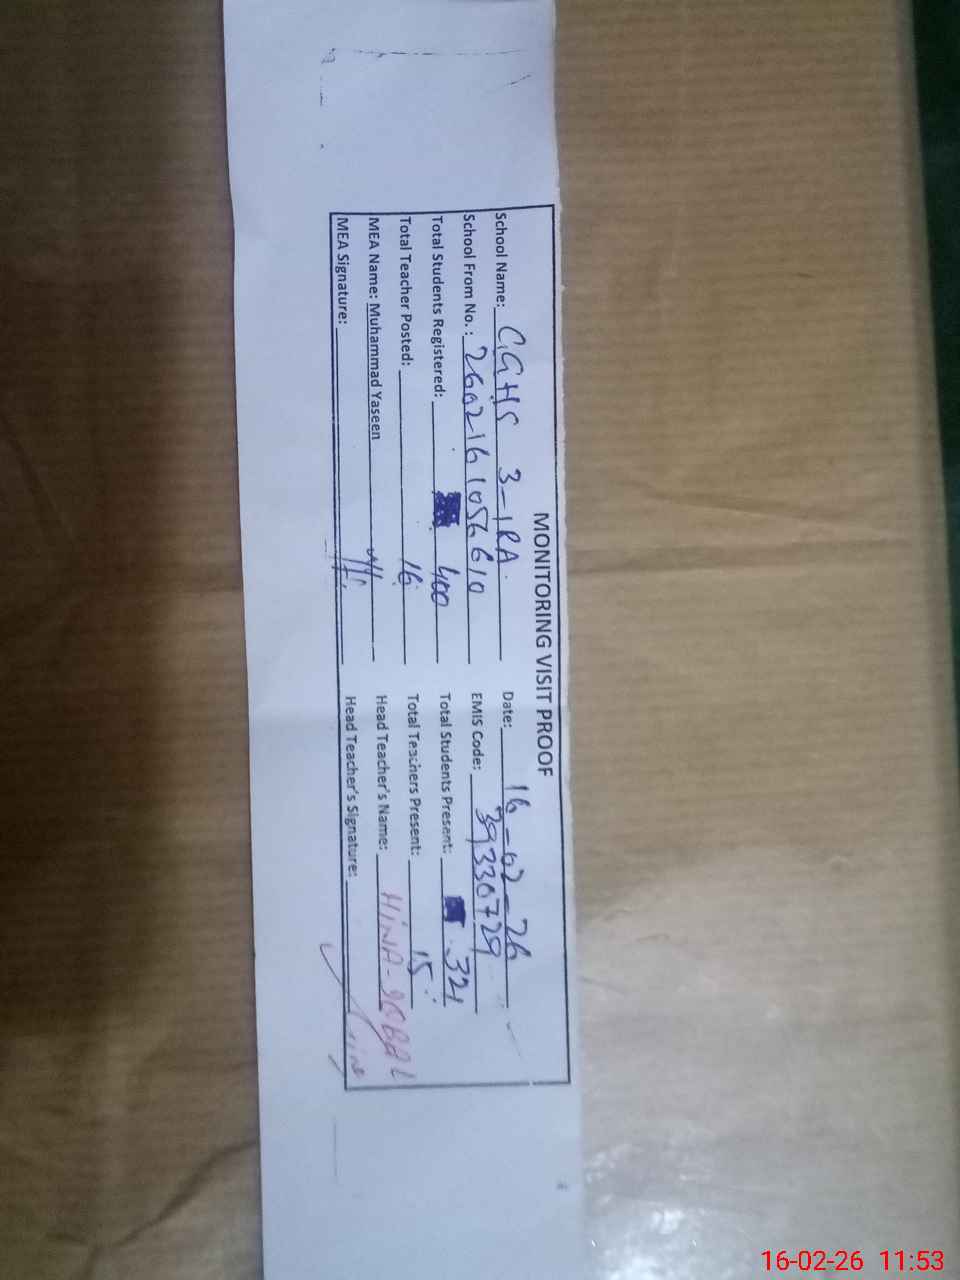 MONITORING VISIT PROOF
School Name: GGHS 3-1RA. Date: 16-02-26
School From No.: 2602161056610 EMIS Code: 39330729
Total Students Registered: 400 Total Students Present: 321
Total Teacher Posted: 16 Total Teachers Present: 15
MEA Name: Muhammad Yaseen Head Teacher's Name: HINA-IQBAL
MEA Signature: Head Teacher's Signature:
16-02-26 11:53